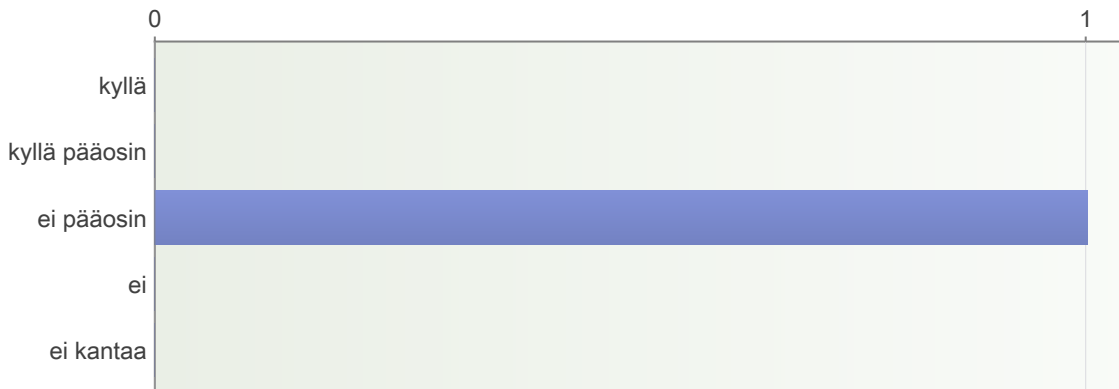 0 1
kyllä
kyllä pääosin
ei pääosin
ei
ei kantaa